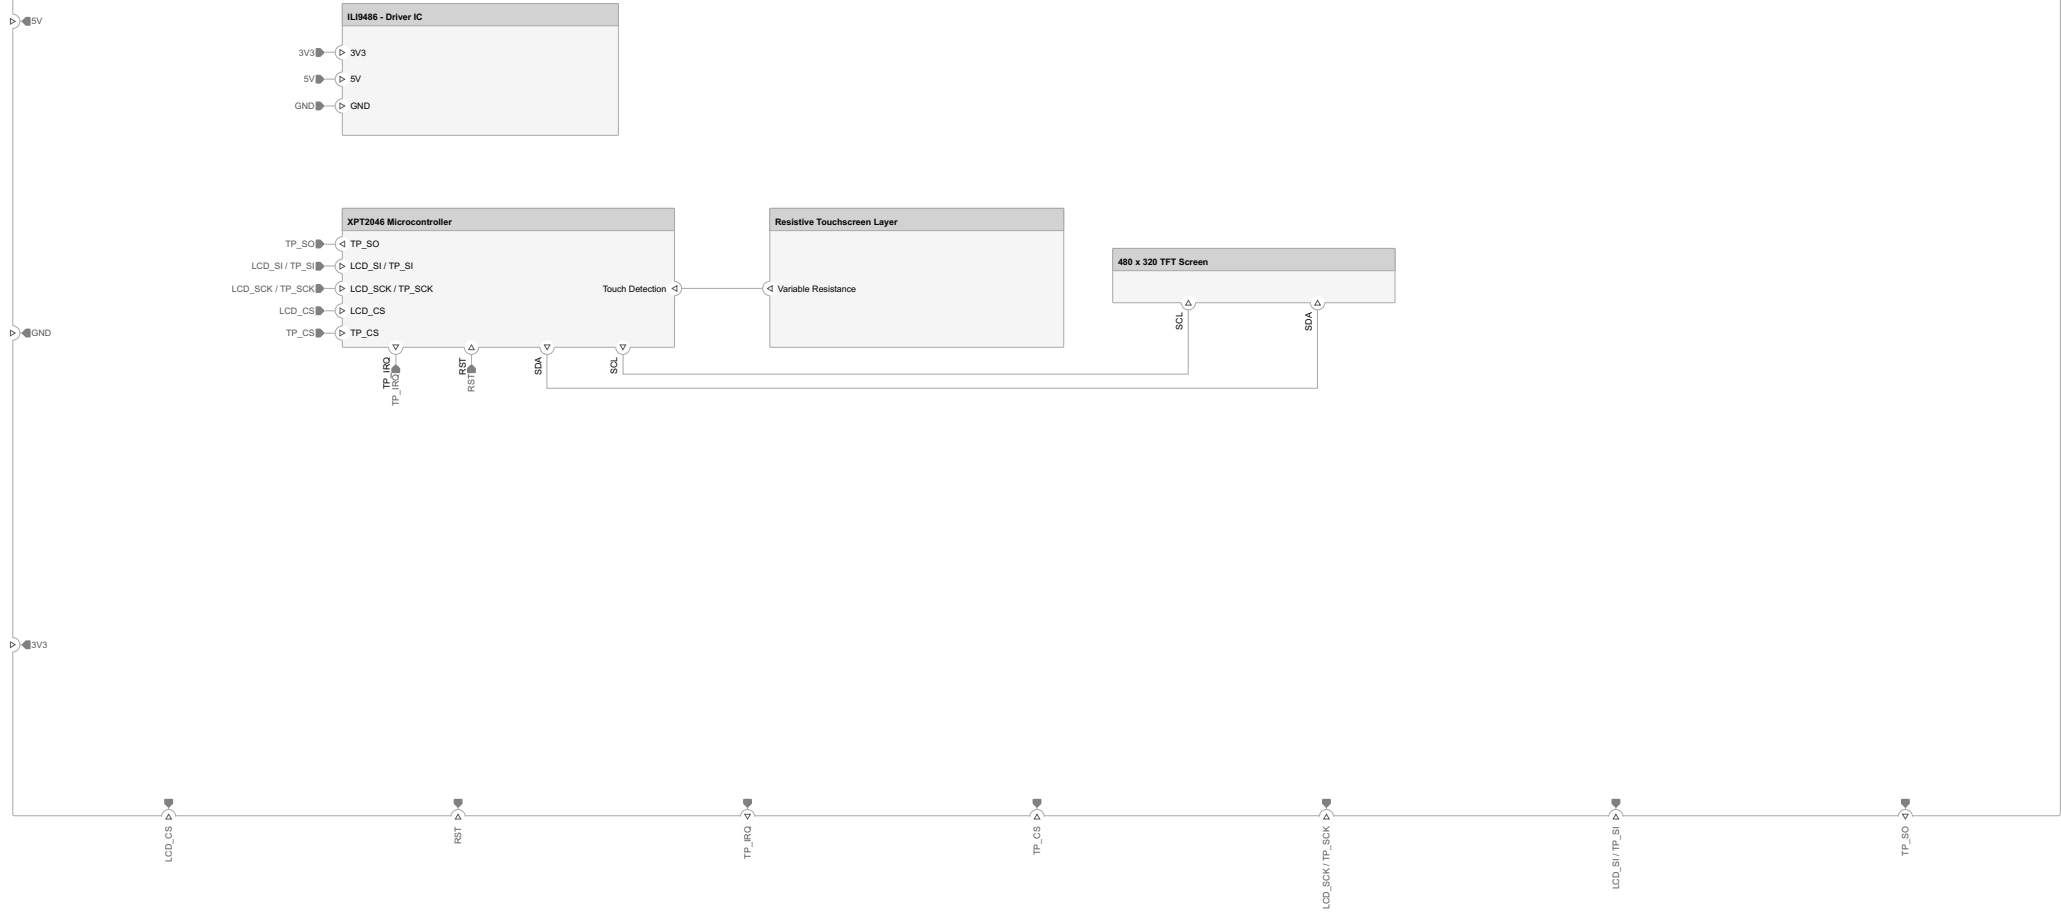 5V
ILI9486 - Driver IC
3V3 3V3
5V 5V
GND GND
XPT2046 Microcontroller
TP_SO TP_SO
LCD_SI / TP_SI LCD_SI / TP_SI
LCD_SCK / TP_SCK LCD_SCK / TP_SCK
LCD_CS LCD_CS
TP_CS TP_CS
Touch Detection
TP_IRQ
TP_IRQ
RST
RST
SDA
SCL
Resistive Touchscreen Layer
Variable Resistance
480 x 320 TFT Screen
SCL
SDA
GND
3V3
LCD_CS
RST
TP_IRQ
TP_CS
LCD_SCK / TP_SCK
LCD_SI / TP_SI
TP_SO